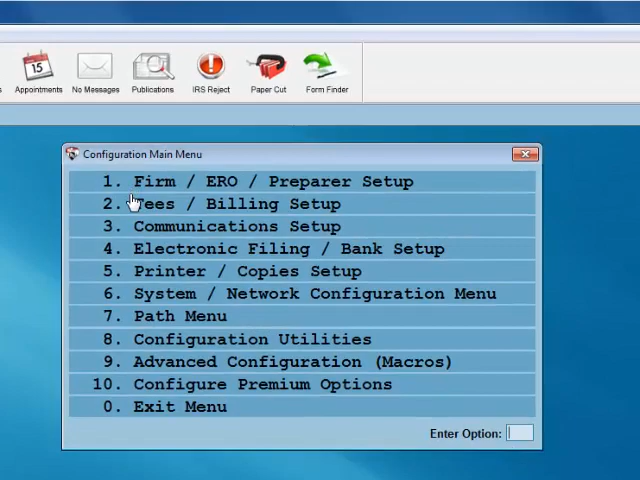 15
Appointments
No Messages
Publications
IRS Reject
Paper Cut
Form Finder
Configuration Main Menu
1. Firm / ERO / Preparer Setup
2. Fees / Billing Setup
3. Communications Setup
4. Electronic Filing / Bank Setup
5. Printer / Copies Setup
6. System / Network Configuration Menu
7. Path Menu
8. Configuration Utilities
9. Advanced Configuration (Macros)
10. Configure Premium Options
0. Exit Menu
Enter Option: